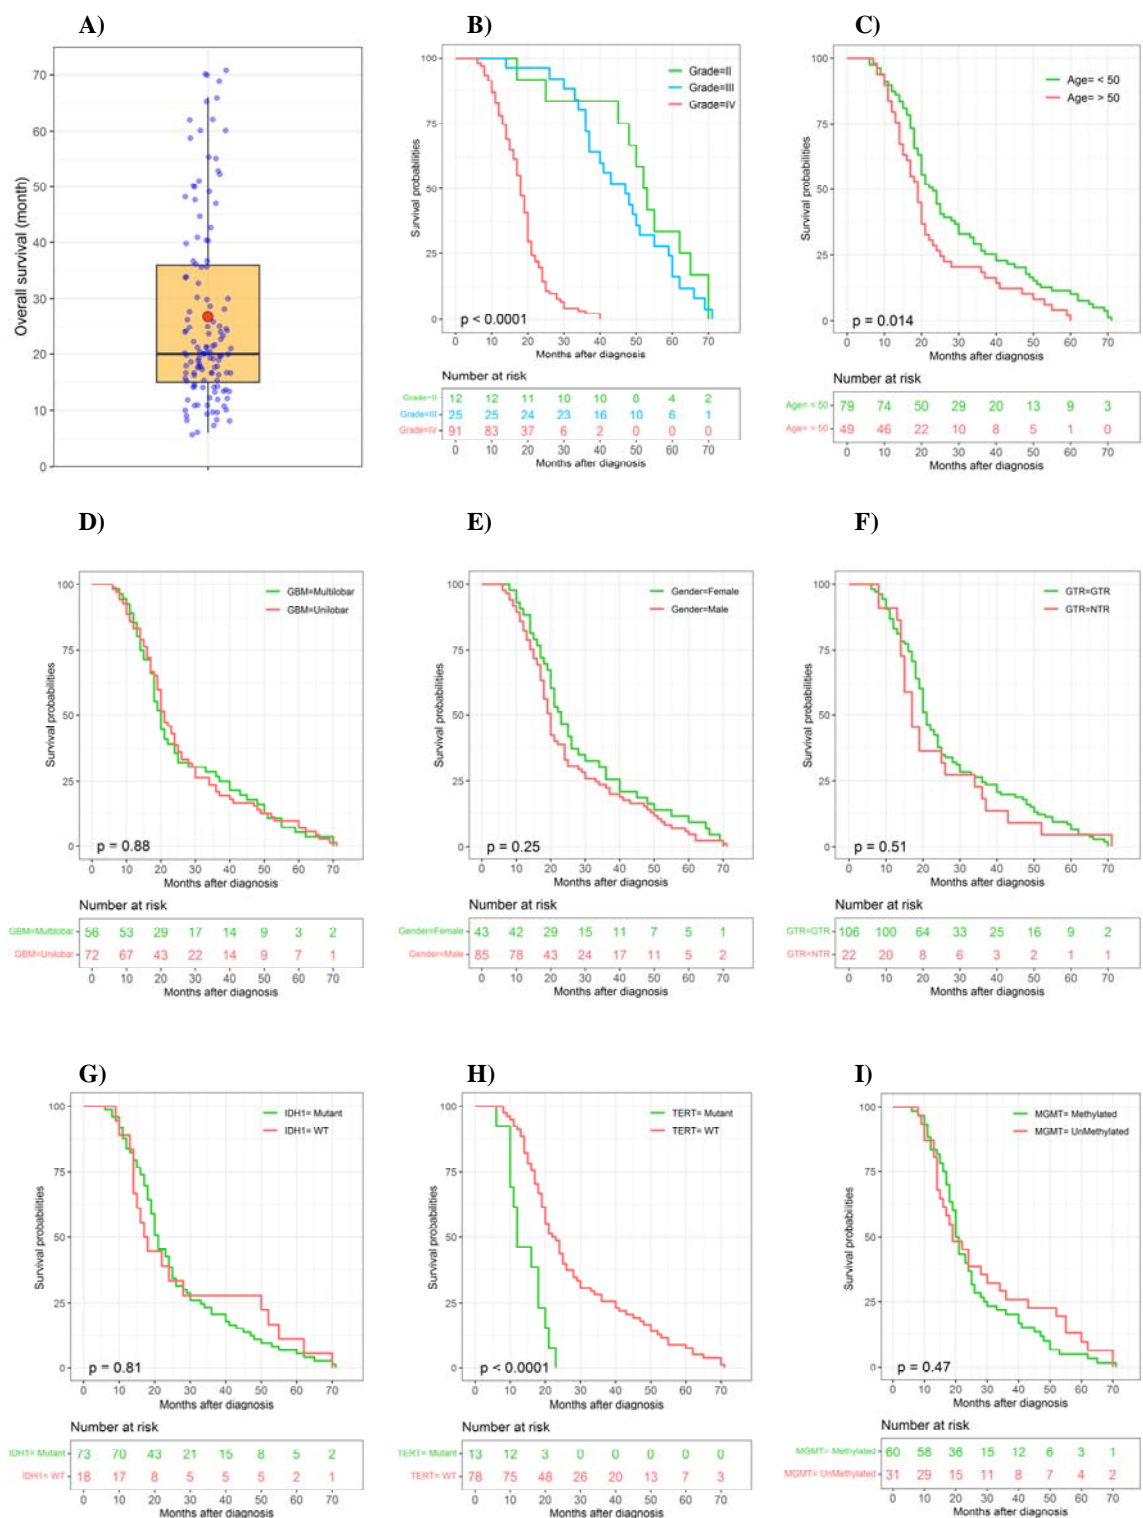 A)
B)
C)
Overall survival (month)
70
60
50
40
30
20
10
0
Survival probabilities
100
75
50
25
0
Grade=II
Grade=III
Grade=IV
p < 0.0001
0 10 20 30 40 50 60 70
Months after diagnosis
Number at risk
Grade=II 12 12 11 10 10 8 4 2
Grade=III 25 25 24 23 16 10 6 1
Grade=IV 91 83 37 6 2 0 0 0
0 10 20 30 40 50 60 70
Months after diagnosis
Survival probabilities
100
75
50
25
0
Age= < 50
Age= > 50
p = 0.014
0 10 20 30 40 50 60 70
Months after diagnosis
Number at risk
Age= < 50 79 74 50 29 20 13 9 3
Age= > 50 49 46 22 10 8 5 1 0
0 10 20 30 40 50 60 70
Months after diagnosis
D)
E)
F)
Survival probabilities
100
75
50
25
0
GBM=Multilobar
GBM=Unilobar
p = 0.88
0 10 20 30 40 50 60 70
Months after diagnosis
Number at risk
GBM=Multilobar 56 53 29 17 14 9 3 2
GBM=Unilobar 72 67 43 22 14 9 7 1
0 10 20 30 40 50 60 70
Months after diagnosis
Survival probabilities
100
75
50
25
0
Gender=Female
Gender=Male
p = 0.25
0 10 20 30 40 50 60 70
Months after diagnosis
Number at risk
Gender=Female 43 42 29 15 11 7 5 1
Gender=Male 85 78 43 24 17 11 5 2
0 10 20 30 40 50 60 70
Months after diagnosis
Survival probabilities
100
75
50
25
0
GTR=GTR
GTR=NTR
p = 0.51
0 10 20 30 40 50 60 70
Months after diagnosis
Number at risk
GTR=GTR 106 100 64 33 25 16 9 2
GTR=NTR 22 20 8 6 3 2 1 1
0 10 20 30 40 50 60 70
Months after diagnosis
G)
H)
I)
Survival probabilities
100
75
50
25
0
IDH1= Mutant
IDH1= WT
p = 0.81
0 10 20 30 40 50 60 70
Months after diagnosis
Number at risk
IDH1= Mutant 73 70 43 21 15 8 5 2
IDH1= WT 18 17 8 5 5 5 2 1
0 10 20 30 40 50 60 70
Months after diagnosis
Survival probabilities
100
75
50
25
0
TERT= Mutant
TERT= WT
p < 0.0001
0 10 20 30 40 50 60 70
Months after diagnosis
Number at risk
TERT= Mutant 13 12 3 0 0 0 0 0
TERT= WT 78 75 48 26 20 13 7 3
0 10 20 30 40 50 60 70
Months after diagnosis
Survival probabilities
100
75
50
25
0
MGMT= Methylated
MGMT= UnMethylated
p = 0.47
0 10 20 30 40 50 60 70
Months after diagnosis
Number at risk
MGMT= Methylated 60 58 36 15 12 6 3 1
MGMT= UnMethylated 31 29 15 11 8 7 4 2
0 10 20 30 40 50 60 70
Months after diagnosis